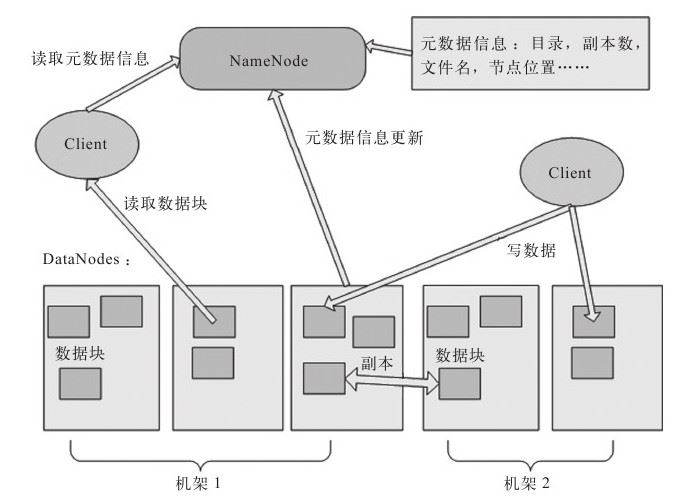 读取元数据信息
NameNode
元数据信息：目录，副本数，
文件名，节点位置……
Client
元数据信息更新
Client
读取数据块
写数据
DataNodes：
数据块
副本
数据块
机架 1
机架 2